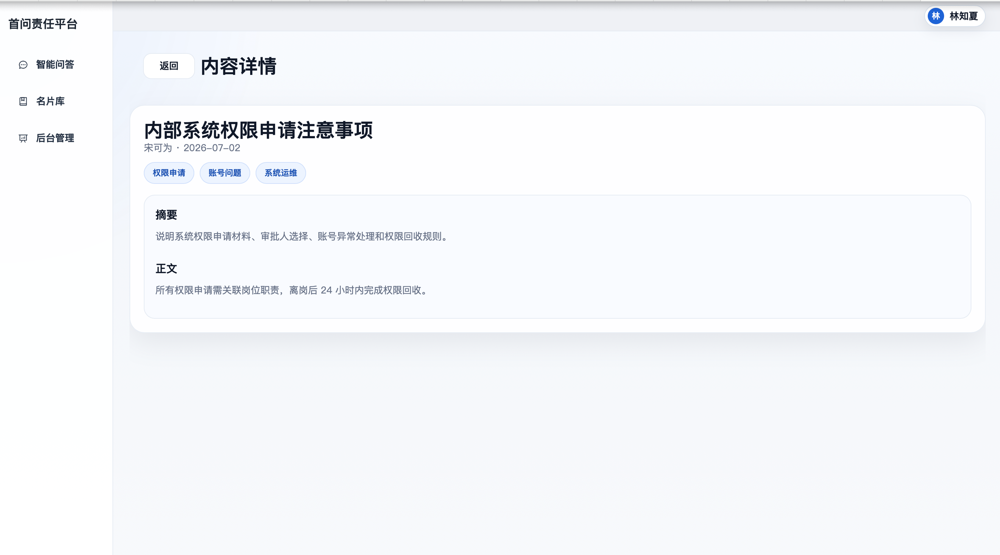 首问责任平台
林 林知夏
智能问答
名片库
后台管理
返回 内容详情
内部系统权限申请注意事项
宋可为 · 2026-07-02
权限申请 账号问题 系统运维
摘要
说明系统权限申请材料、审批人选择、账号异常处理和权限回收规则。
正文
所有权限申请需关联岗位职责，离岗后 24 小时内完成权限回收。